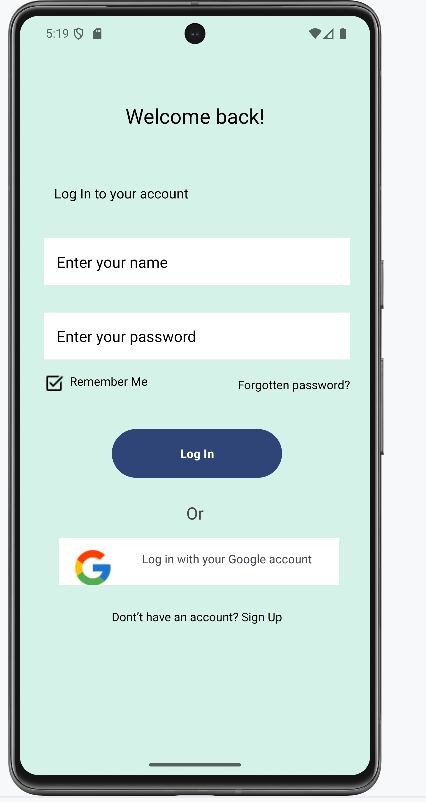 5:19
Welcome back!
Log In to your account
Enter your name
Enter your password
Remember Me
Forgotten password?
Log In
Or
Log in with your Google account
Dont't have an account? Sign Up